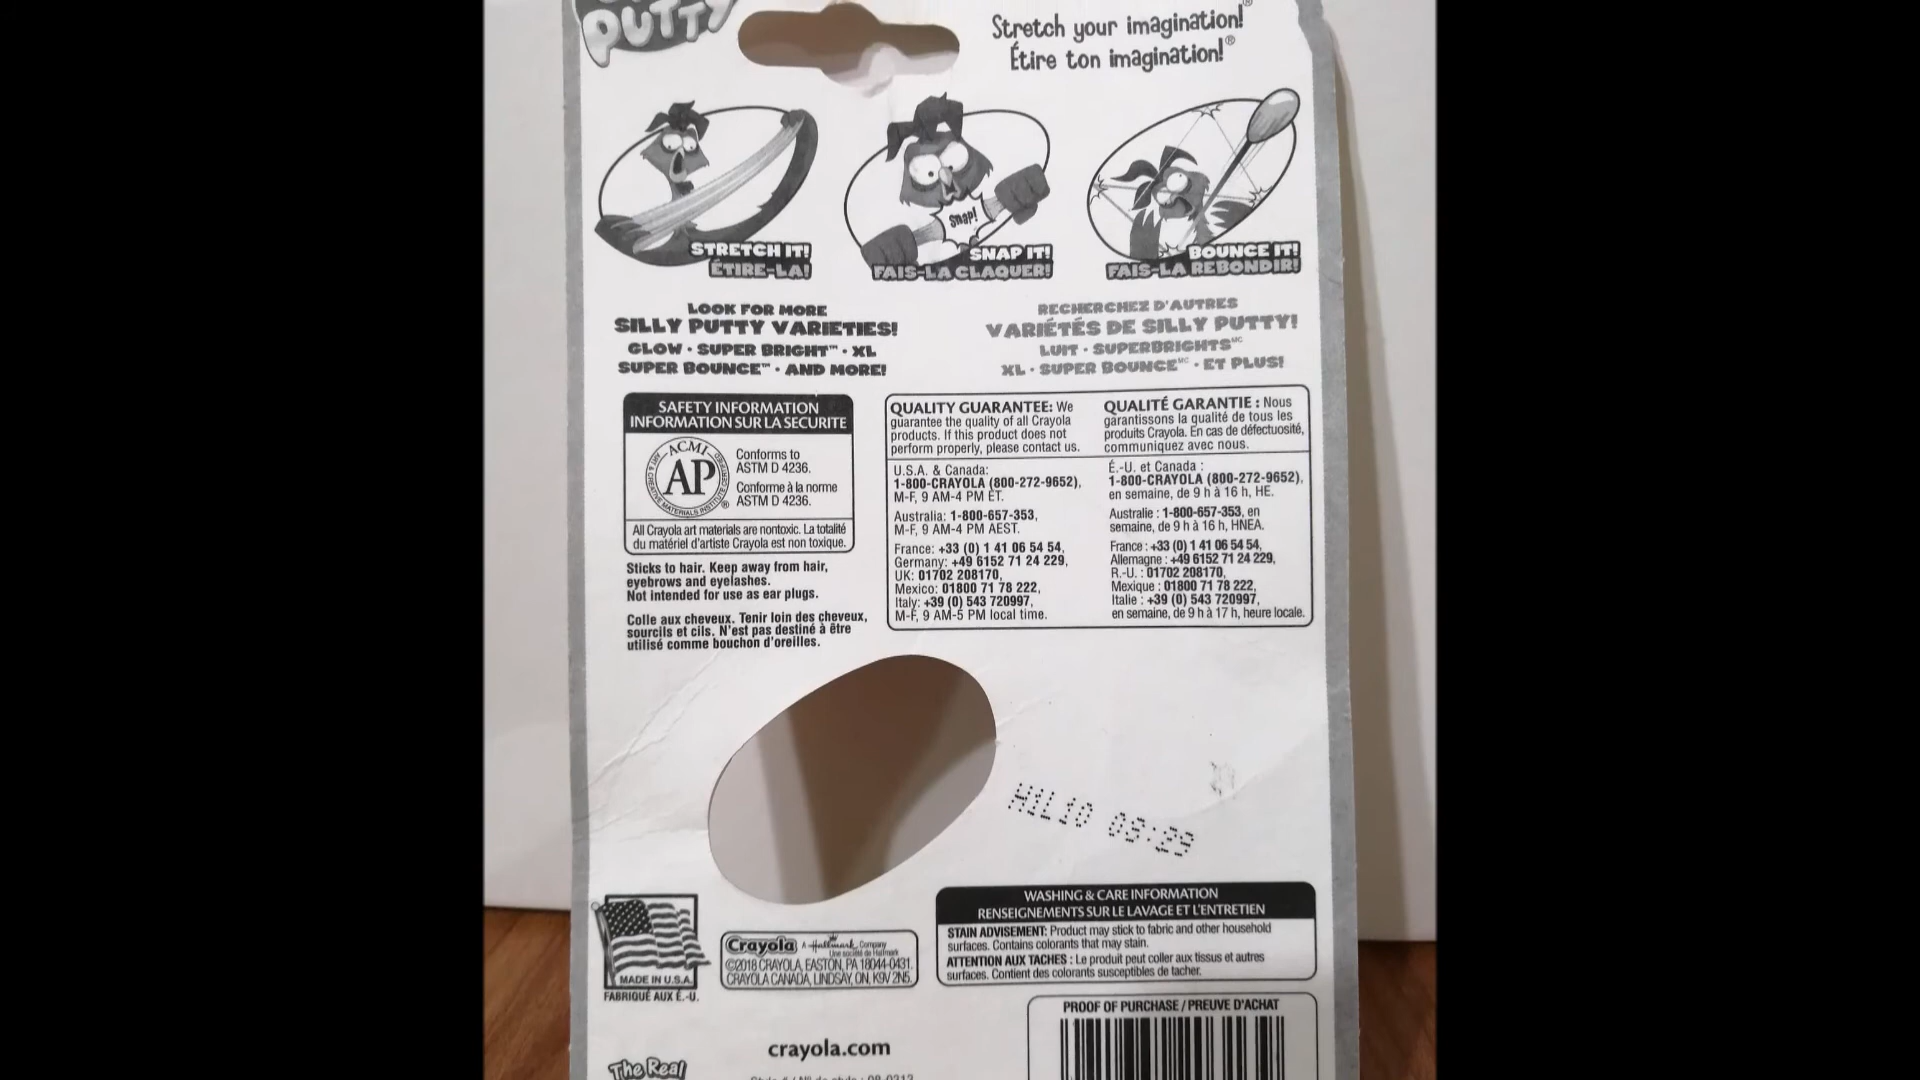 PUTTY
Stretch your imagination!®
Étire ton imagination!®
Snap!
STRETCH IT!
ÉTIRE-LA!
SNAP IT!
FAIS-LA CLAQUER!
BOUNCE IT!
FAIS-LA REBONDIR!
LOOK FOR MORE
SILLY PUTTY VARIETIES!
GLOW • SUPER BRIGHT™ • XL
SUPER BOUNCE™ • AND MORE!
RECHERCHEZ D'AUTRES
VARIÉTÉS DE SILLY PUTTY!
LUIT • SUPERBRIGHTS MC
XL • SUPER BOUNCE MC • ET PLUS!
SAFETY INFORMATION
INFORMATION SUR LA SECURITE
ACMI
AP
ART & CREATIVE MATERIALS INSTITUTE CERTIFIED
®
Conforms to
ASTM D 4236.
Conforme à la norme
ASTM D 4236.
All Crayola art materials are nontoxic. La totalité
du matériel d'artiste Crayola est non toxique.
Sticks to hair. Keep away from hair,
eyebrows and eyelashes.
Not intended for use as ear plugs.
Colle aux cheveux. Tenir loin des cheveux,
sourcils et cils. N'est pas destiné à être
utilisé comme bouchon d'oreilles.
QUALITY GUARANTEE: We
guarantee the quality of all Crayola
products. If this product does not
perform properly, please contact us.
U.S.A. & Canada:
1-800-CRAYOLA (800-272-9652),
M-F, 9 AM-4 PM ET.
Australia: 1-800-657-353,
M-F, 9 AM-4 PM AEST.
France: +33 (0) 1 41 06 54 54,
Germany: +49 6152 71 24 229,
UK: 01702 208170,
Mexico: 01800 71 78 222,
Italy: +39 (0) 543 720997,
M-F, 9 AM-5 PM local time.
QUALITÉ GARANTIE : Nous
garantissons la qualité de tous les
produits Crayola. En cas de défectuosité,
communiquez avec nous.
É.-U. et Canada :
1-800-CRAYOLA (800-272-9652),
en semaine, de 9 h à 16 h, HE.
Australie : 1-800-657-353, en
semaine, de 9 h à 16 h, HNEA.
France : +33 (0) 1 41 06 54 54,
Allemagne : +49 6152 71 24 229,
R.-U. : 01702 208170,
Mexique : 01800 71 78 222,
Italie : +39 (0) 543 720997,
en semaine, de 9 h à 17 h, heure locale.
H1L10 09:29
MADE IN U.S.A.
FABRIQUÉ AUX É.-U.
Crayola A Hallmark Company
Une société de Hallmark
©2018 CRAYOLA, EASTON, PA 18044-0431.
CRAYOLA CANADA, LINDSAY, ON, K9V 2N5.
WASHING & CARE INFORMATION
RENSEIGNEMENTS SUR LE LAVAGE ET L'ENTRETIEN
STAIN ADVISEMENT: Product may stick to fabric and other household
surfaces. Contains colorants that may stain.
ATTENTION AUX TACHES : Le produit peut coller aux tissus et autres
surfaces. Contient des colorants susceptibles de tacher.
PROOF OF PURCHASE / PREUVE D'ACHAT
crayola.com
The Real